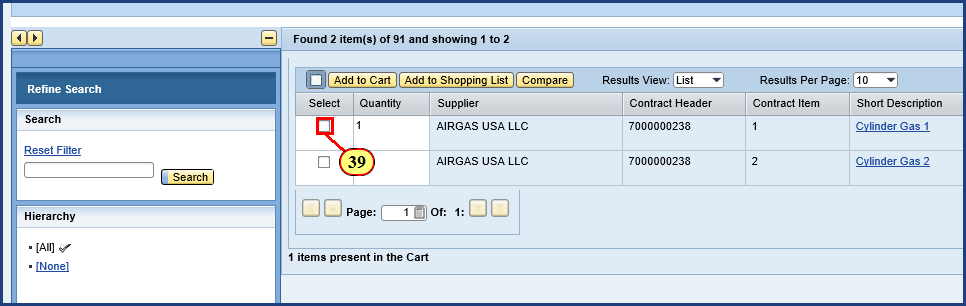 Found 2 item(s) of 91 and showing 1 to 2
Refine Search
Search
Reset Filter
Search
Hierarchy
[All]
[None]
Add to Cart Add to Shopping List Compare Results View: List Results Per Page: 10
Select Quantity Supplier Contract Header Contract Item Short Description
1 AIRGAS USA LLC 7000000238 1 Cylinder Gas 1
39
AIRGAS USA LLC 7000000238 2 Cylinder Gas 2
Page: 1 Of: 1:
1 items present in the Cart